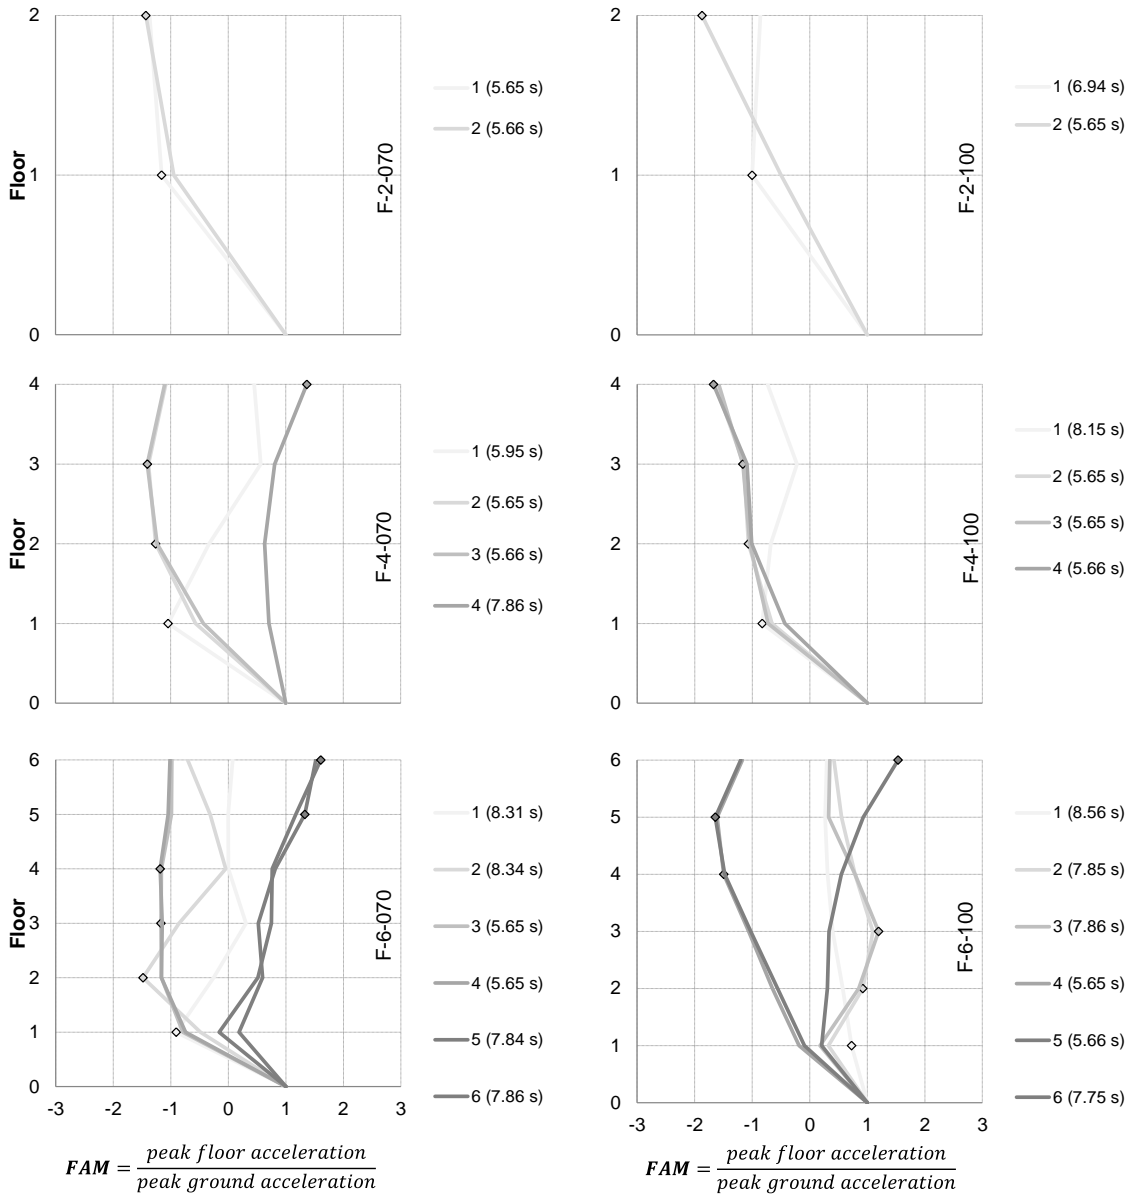 2
1
0
Floor
F-2-070
1 (5.65 s)
2 (5.66 s)
2
1
0
F-2-100
1 (6.94 s)
2 (5.65 s)
4
3
2
1
0
Floor
F-4-070
1 (5.95 s)
2 (5.65 s)
3 (5.66 s)
4 (7.86 s)
4
3
2
1
0
F-4-100
1 (8.15 s)
2 (5.65 s)
3 (5.65 s)
4 (5.66 s)
6
5
4
3
2
1
0
Floor
F-6-070
-3 -2 -1 0 1 2 3
1 (8.31 s)
2 (8.34 s)
3 (5.65 s)
4 (5.65 s)
5 (7.84 s)
6 (7.86 s)
FAM = peak floor acceleration
peak ground acceleration
6
5
4
3
2
1
0
F-6-100
-3 -2 -1 0 1 2 3
1 (8.56 s)
2 (7.85 s)
3 (7.86 s)
4 (5.65 s)
5 (5.66 s)
6 (7.75 s)
FAM = peak floor acceleration
peak ground acceleration